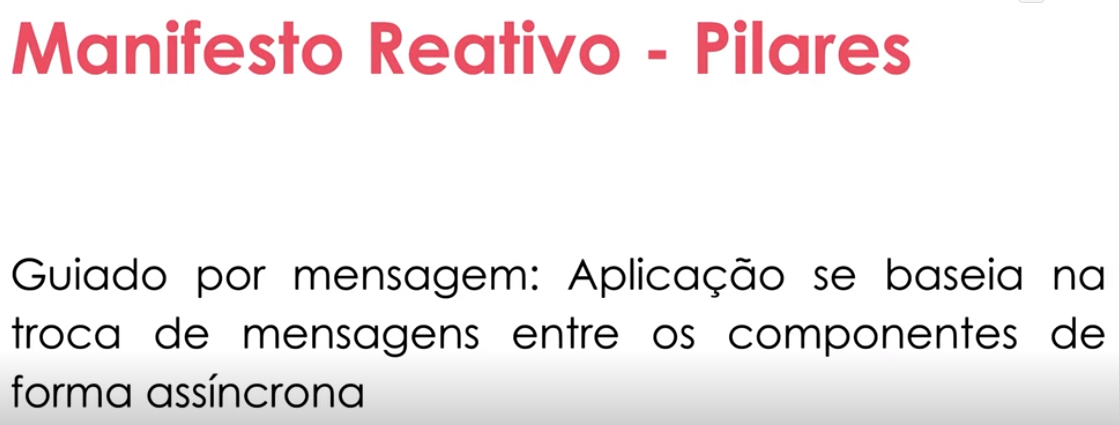 Manifesto Reativo - Pilares
Guiado por mensagem: Aplicação se baseia na
troca de mensagens entre os componentes de
forma assíncrona